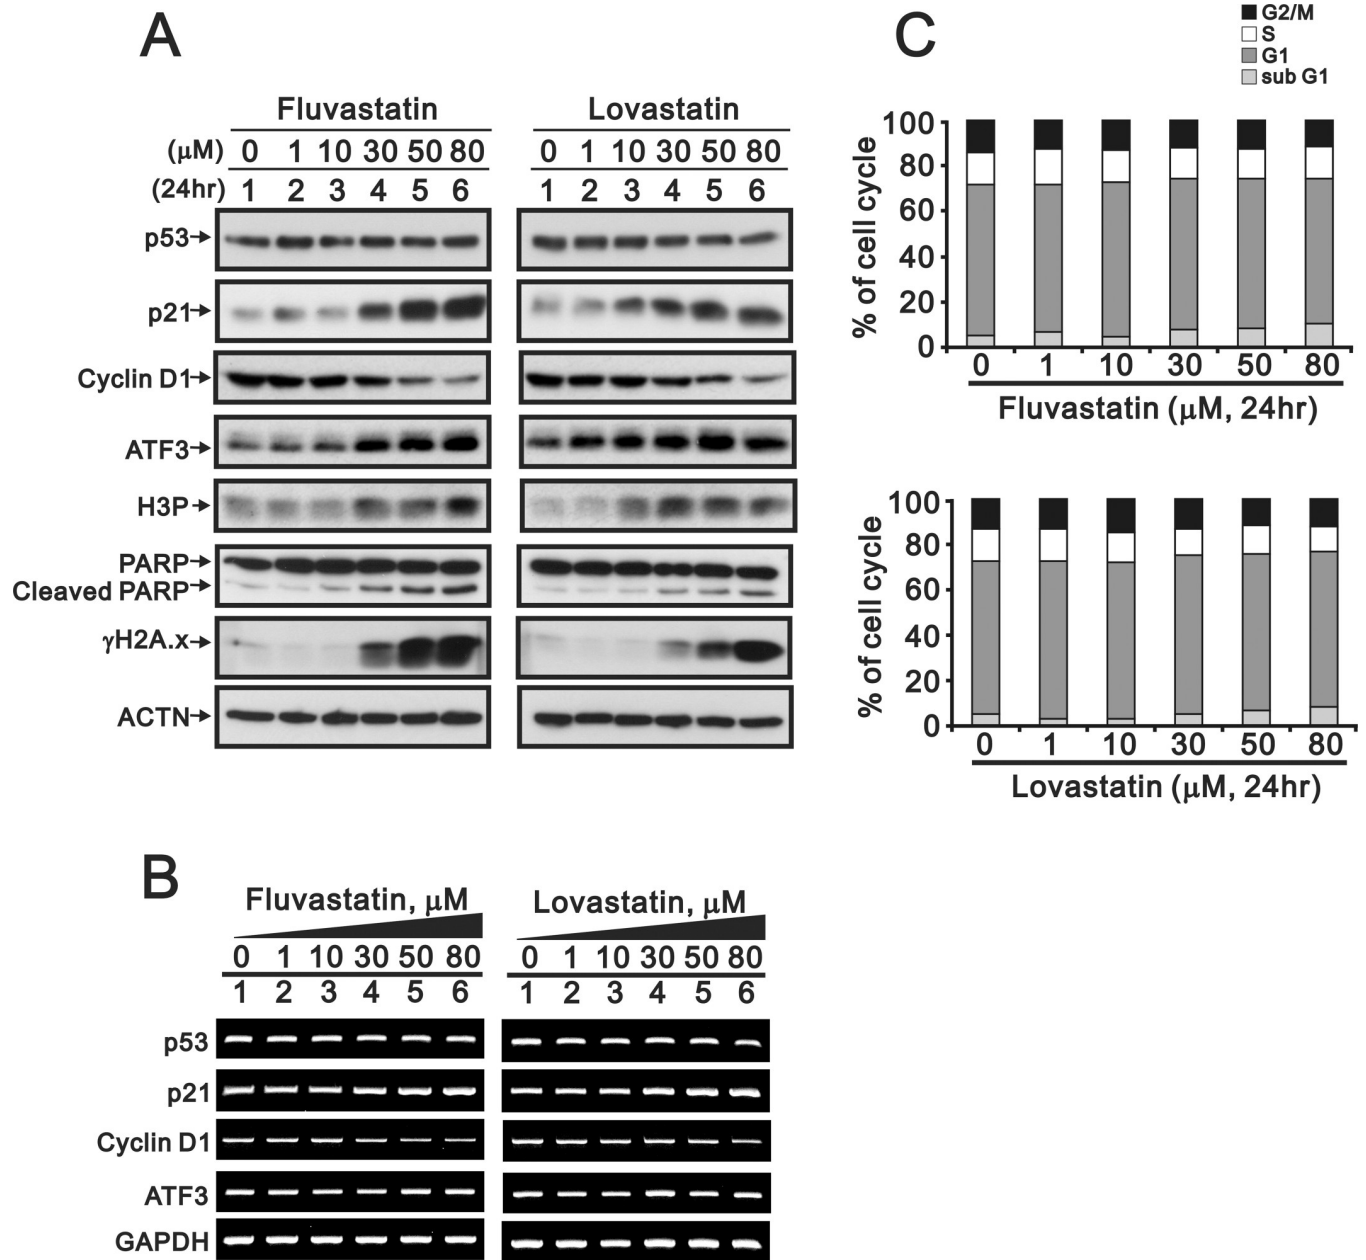 A
Fluvastatin
Lovastatin
(μM) 0 1 10 30 50 80
0 1 10 30 50 80
(24hr) 1 2 3 4 5 6
1 2 3 4 5 6
p53
p21
Cyclin D1
ATF3
H3P
PARP
Cleaved PARP
γH2A.x
ACTN
B
Fluvastatin, μM
Lovastatin, μM
0 1 10 30 50 80
0 1 10 30 50 80
1 2 3 4 5 6
1 2 3 4 5 6
p53
p21
Cyclin D1
ATF3
GAPDH
C
G2/M
S
G1
sub G1
% of cell cycle
100
80
60
40
20
0
0 1 10 30 50 80
Fluvastatin (μM, 24hr)
% of cell cycle
100
80
60
40
20
0
0 1 10 30 50 80
Lovastatin (μM, 24hr)